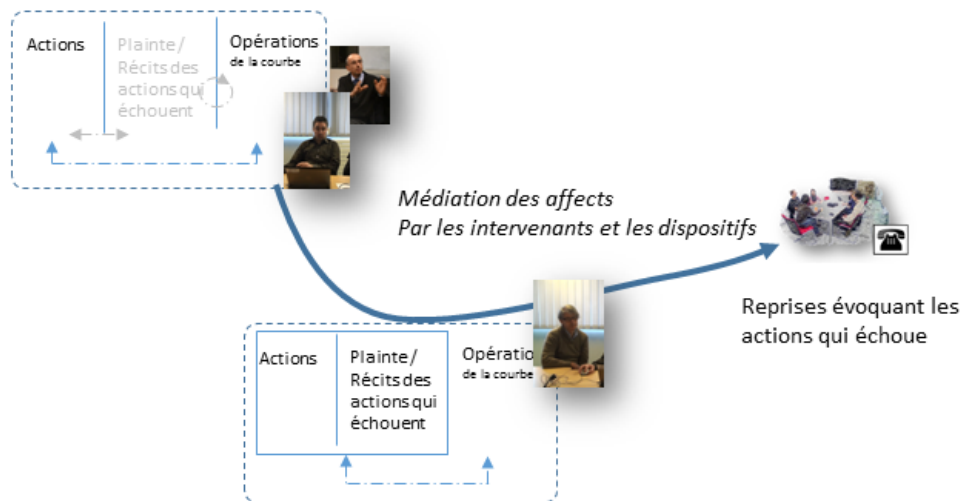 Actions
Plainte /
Récits des
actions qui
échouent
Opérations
de la courbe
Médiation des affects
Par les intervenants et les dispositifs
Reprises évoquant les
actions qui échoue
Actions
Plainte /
Récits des
actions qui
échouent
Opératio
de la courbe